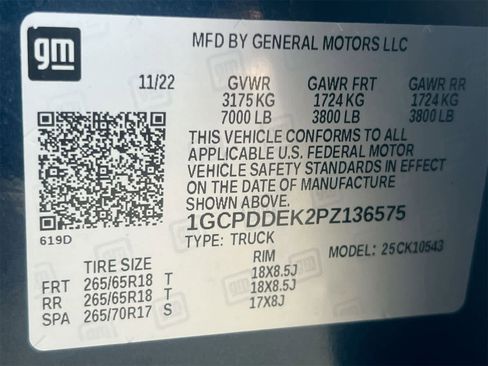 gm
MFD BY GENERAL MOTORS LLC
11/22 GVWR GAWR FRT GAWR RR
3175 KG 1724 KG 1724 KG
7000 LB 3800 LB 3800 LB
THIS VEHICLE CONFORMS TO ALL
APPLICABLE U.S. FEDERAL MOTOR
VEHICLE SAFETY STANDARDS IN EFFECT
ON THE DATE OF MANUFACTURE
SHOWN ABOVE.
1GCPDDEK2PZ136575
619D
TYPE: TRUCK MODEL: 25CK10543
TIRE SIZE RIM
FRT 265/65R18 T 18X8.5J
RR 265/65R18 T 18X8.5J
SPA 265/70R17 S 17X8J